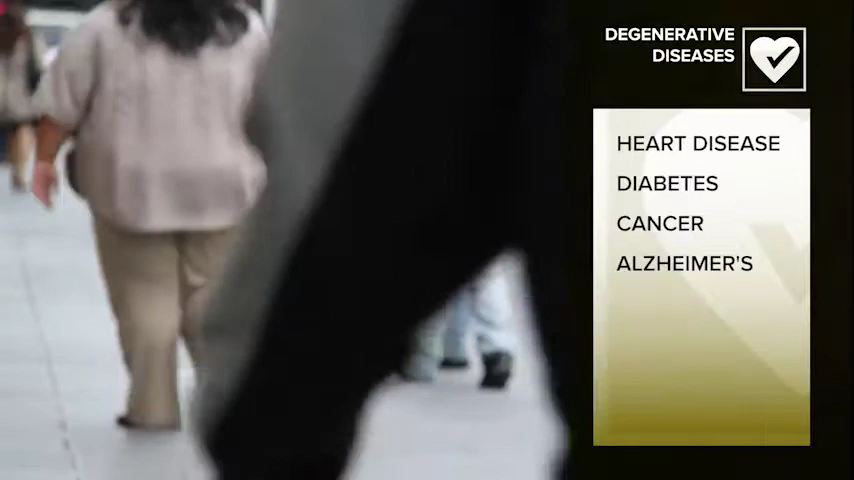 DEGENERATIVE
DISEASES
HEART DISEASE
DIABETES
CANCER
ALZHEIMER'S